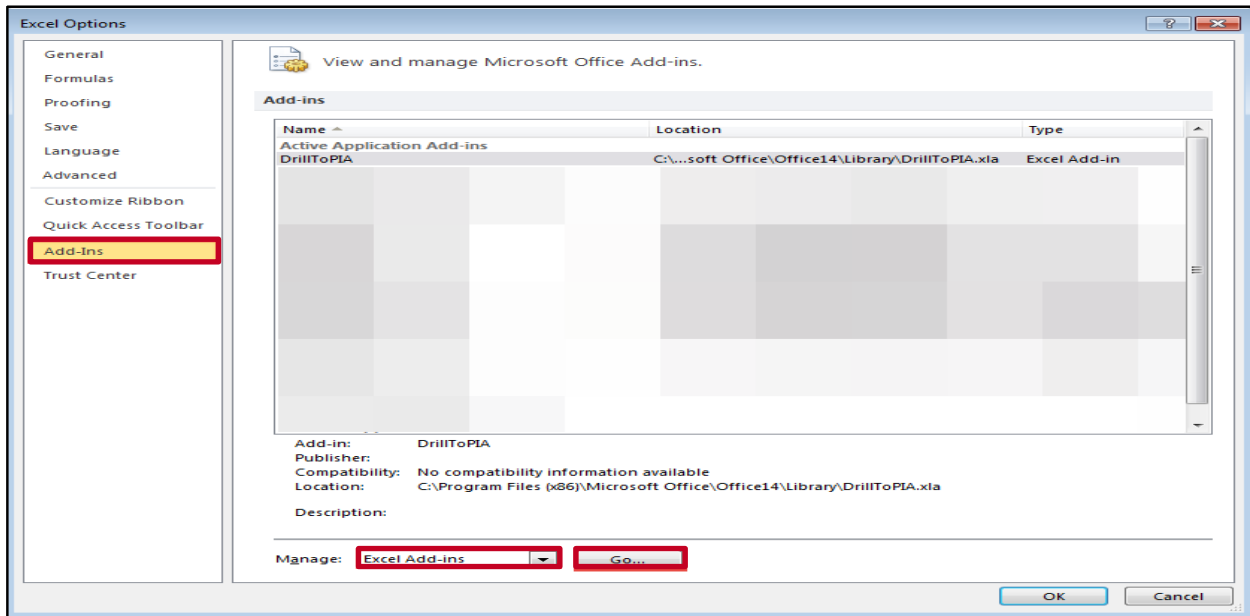 Excel Options
General
Formulas
Proofing
Save
Language
Advanced
Customize Ribbon
Quick Access Toolbar
Add-Ins
Trust Center
View and manage Microsoft Office Add-ins.
Add-ins
Name Location Type
Active Application Add-ins
DrillToPIA C:\...soft Office\Office14\Library\DrillToPIA.xla Excel Add-in
Add-in: DrillToPIA
Publisher:
Compatibility: No compatibility information available
Location: C:\Program Files (x86)\Microsoft Office\Office14\Library\DrillToPIA.xla
Description:
Manage: Excel Add-ins Go...
OK Cancel